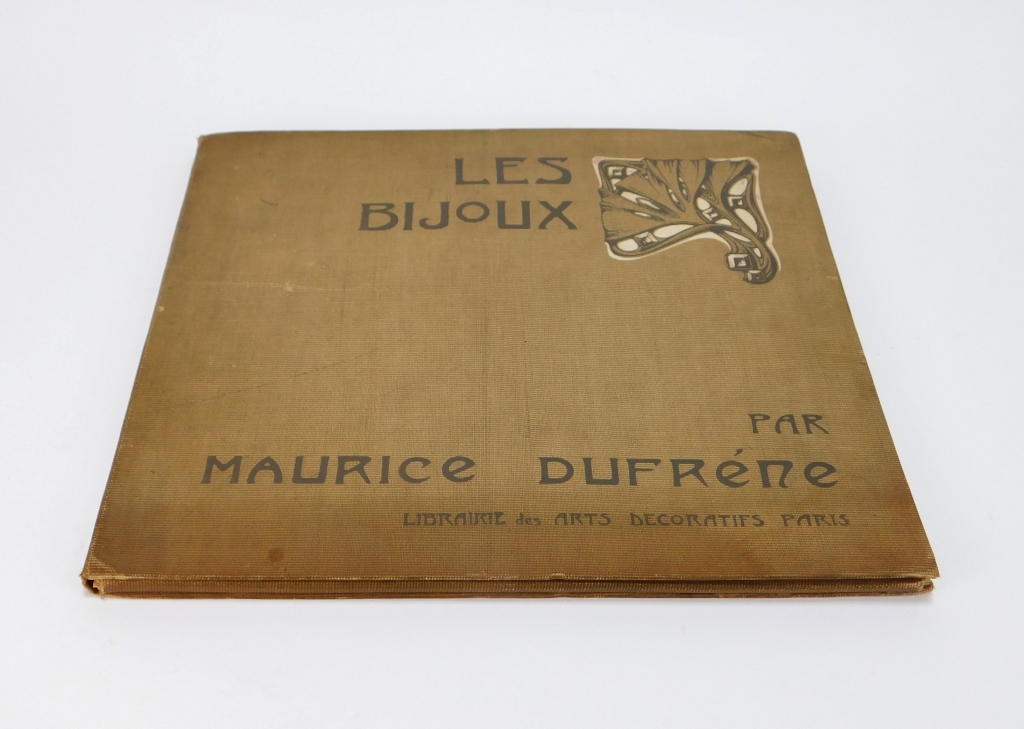 LES
BIJOUX
PAR
MAURICE DUFRÉNE
LIBRAIRIE des ARTS DECORATIFS PARIS